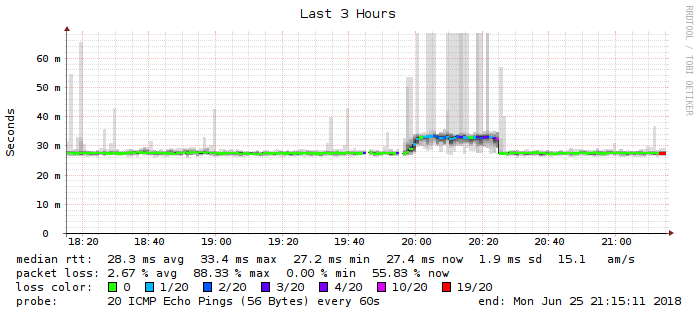 Last 3 Hours
RRDTOOL / TOBI OETIKER
Seconds
60 m
50 m
40 m
30 m
20 m
10 m
0
18:20 18:40 19:00 19:20 19:40 20:00 20:20 20:40 21:00
median rtt: 28.3 ms avg 33.4 ms max 27.2 ms min 27.4 ms now 1.9 ms sd 15.1 am/s
packet loss: 2.67 % avg 88.33 % max 0.00 % min 55.83 % now
loss color: 0 1/20 2/20 3/20 4/20 10/20 19/20
probe: 20 ICMP Echo Pings (56 Bytes) every 60s end: Mon Jun 25 21:15:11 2018